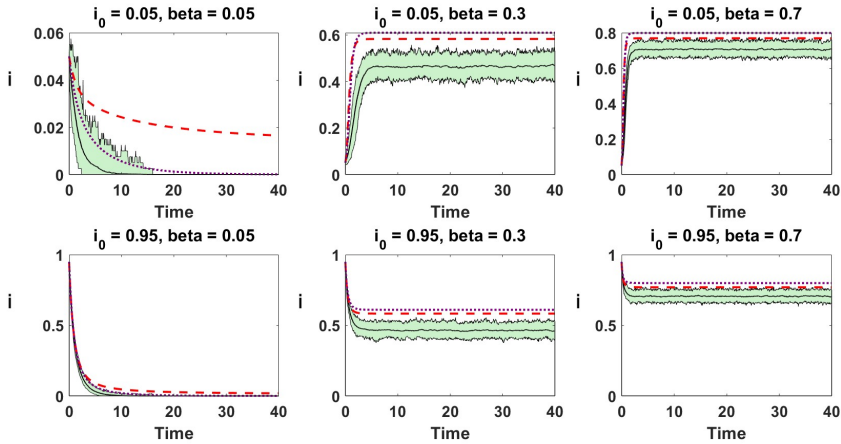 i0 = 0.05, beta = 0.05
i0 = 0.05, beta = 0.3
i0 = 0.05, beta = 0.7
0.06
0.04
0.02
0
i
0 10 20 30 40
Time
0.6
0.4
0.2
0
i
0 10 20 30 40
Time
0.8
0.6
0.4
0.2
0
i
0 10 20 30 40
Time
i0 = 0.95, beta = 0.05
i0 = 0.95, beta = 0.3
i0 = 0.95, beta = 0.7
1
0.5
0
i
0 10 20 30 40
Time
1
0.5
0
i
0 10 20 30 40
Time
1
0.5
0
i
0 10 20 30 40
Time